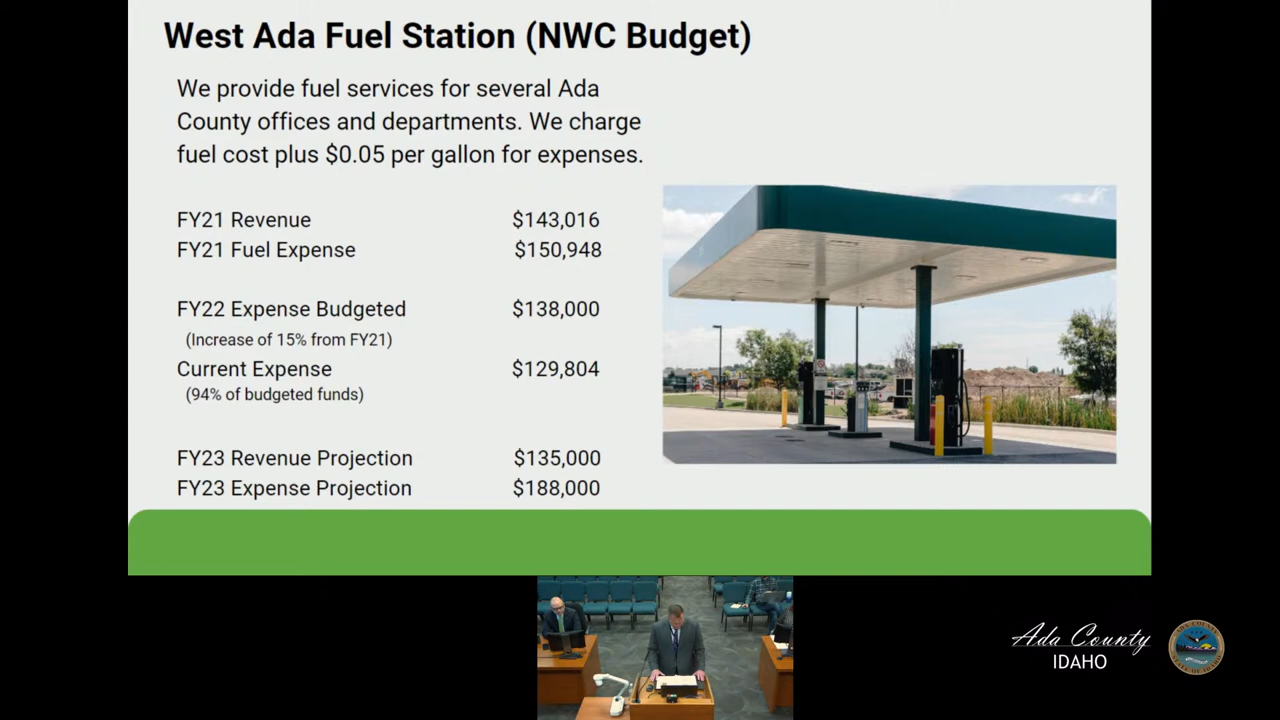 West Ada Fuel Station (NWC Budget)
We provide fuel services for several Ada
County offices and departments. We charge
fuel cost plus $0.05 per gallon for expenses.
FY21 Revenue $143,016
FY21 Fuel Expense $150,948
FY22 Expense Budgeted $138,000
(Increase of 15% from FY21)
Current Expense $129,804
(94% of budgeted funds)
FY23 Revenue Projection $135,000
FY23 Expense Projection $188,000
Ada County
IDAHO